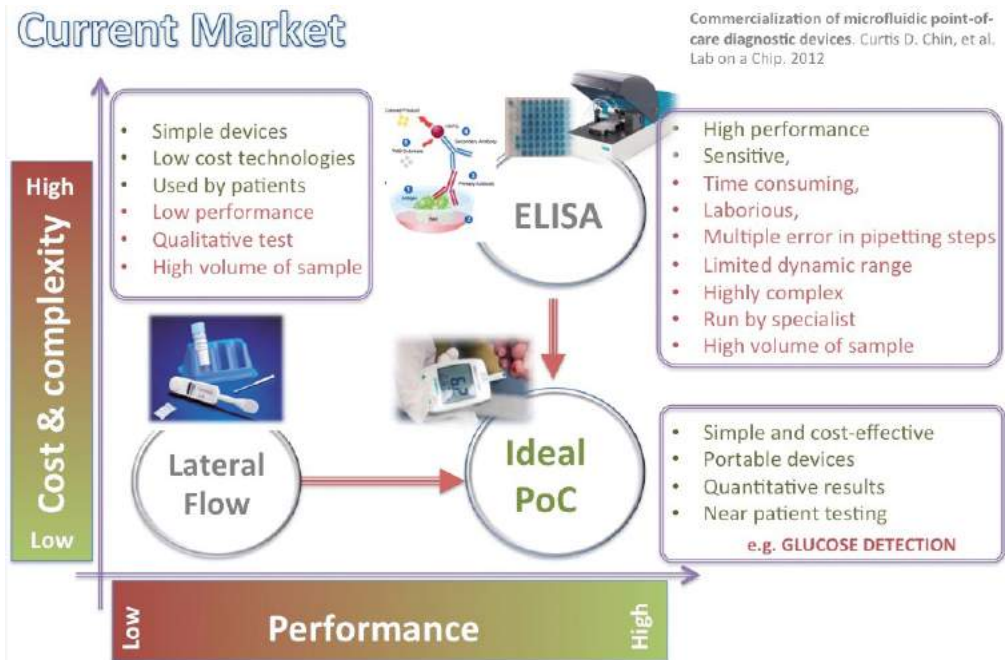 Current Market
Commercialization of microfluidic point-of-
care diagnostic devices. Curtis D. Chin, et al.
Lab on a Chip. 2012
• Simple devices
• Low cost technologies
• Used by patients
• Low performance
• Qualitative test
• High volume of sample
Secondary Antibody
Primary Antibody
ELISA
• High performance
• Sensitive,
• Time consuming,
• Laborious,
• Multiple error in pipetting steps
• Limited dynamic range
• Highly complex
• Run by specialist
• High volume of sample
High
Cost & complexity
Low
Lateral
Flow
Ideal
PoC
• Simple and cost-effective
• Portable devices
• Quantitative results
• Near patient testing
e.g. GLUCOSE DETECTION
Low
Performance
High